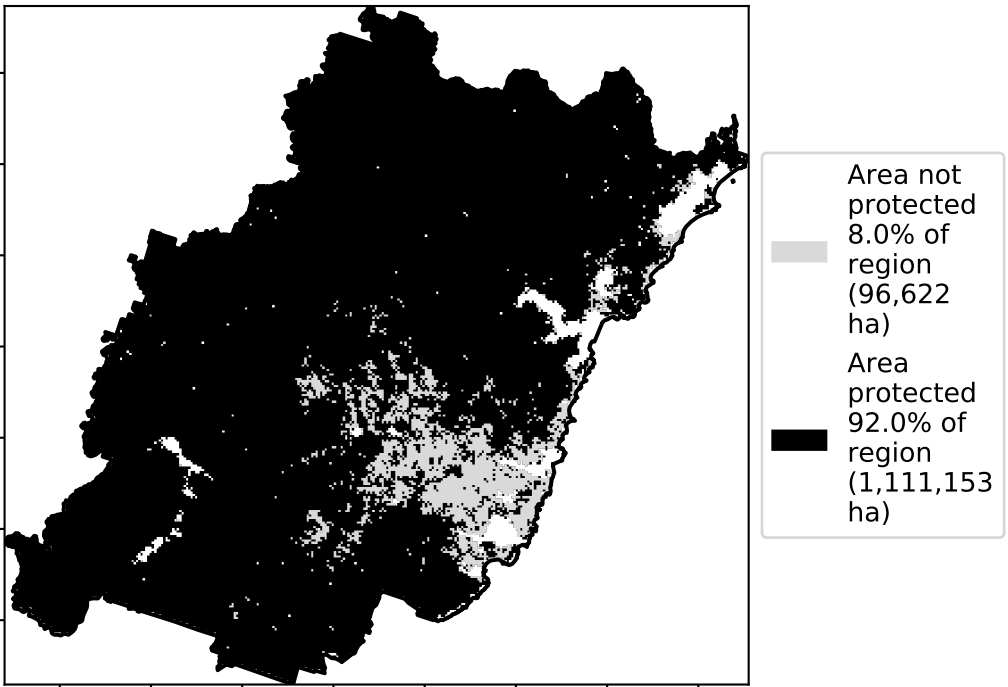 Area not
protected
8.0% of
region
(96,622
ha)
Area
protected
92.0% of
region
(1,111,153
ha)